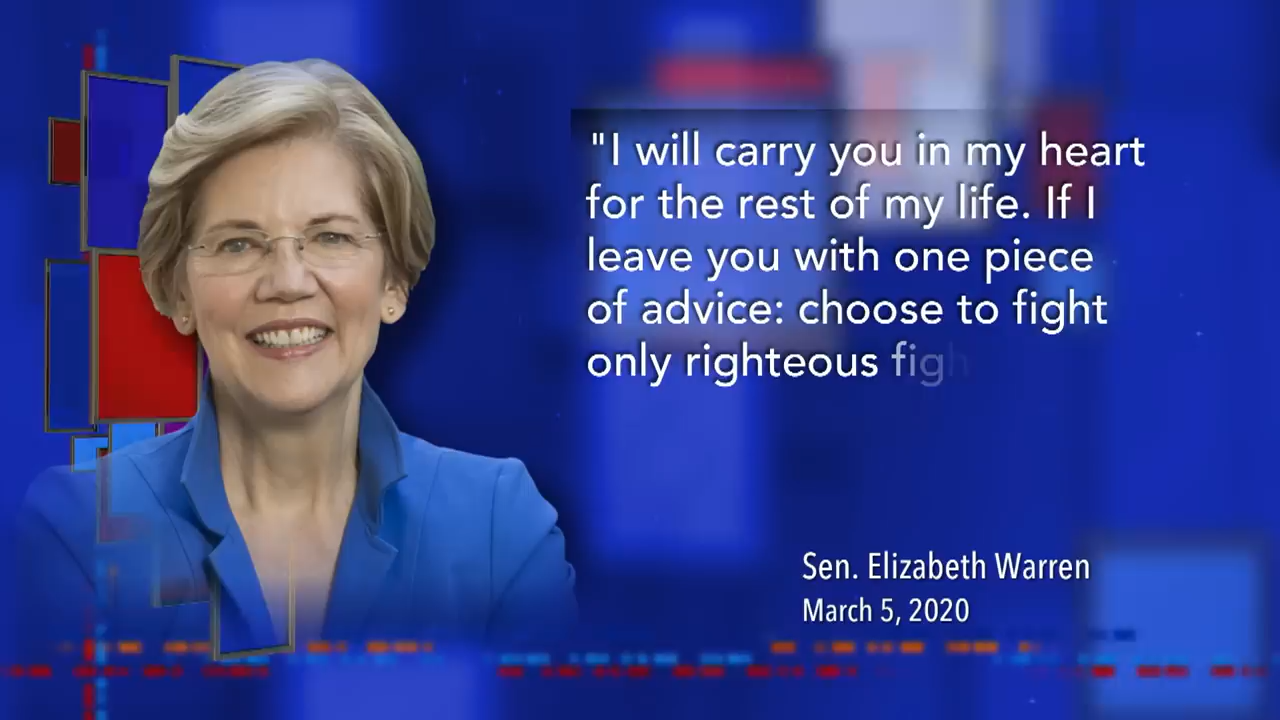 "I will carry you in my heart
for the rest of my life. If I
leave you with one piece
of advice: choose to fight
only righteous
Sen. Elizabeth Warren
March 5, 2020